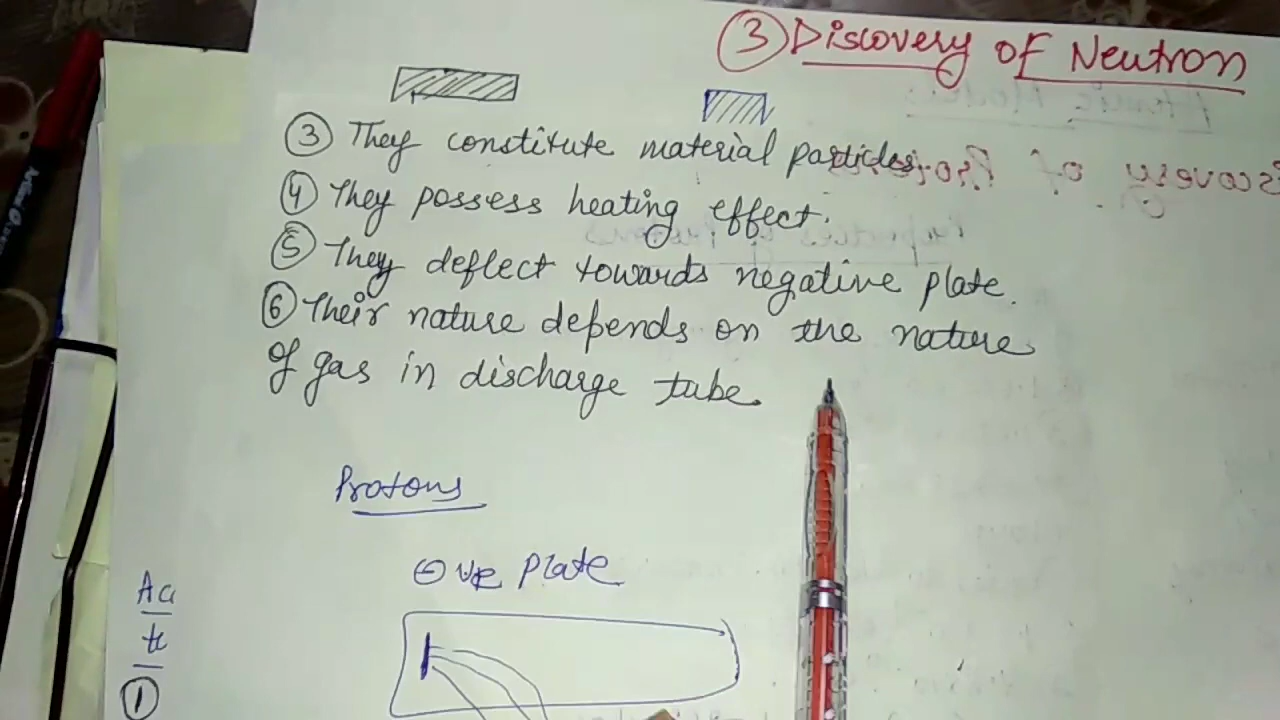 ③ Discovery of Neutron
③ They constitute material particles.
④ They possess heating effect.
⑤ They deflect towards negative plate.
⑥ Their nature depends on the nature
of gas in discharge tube.
Protons
⊖ve plate
①